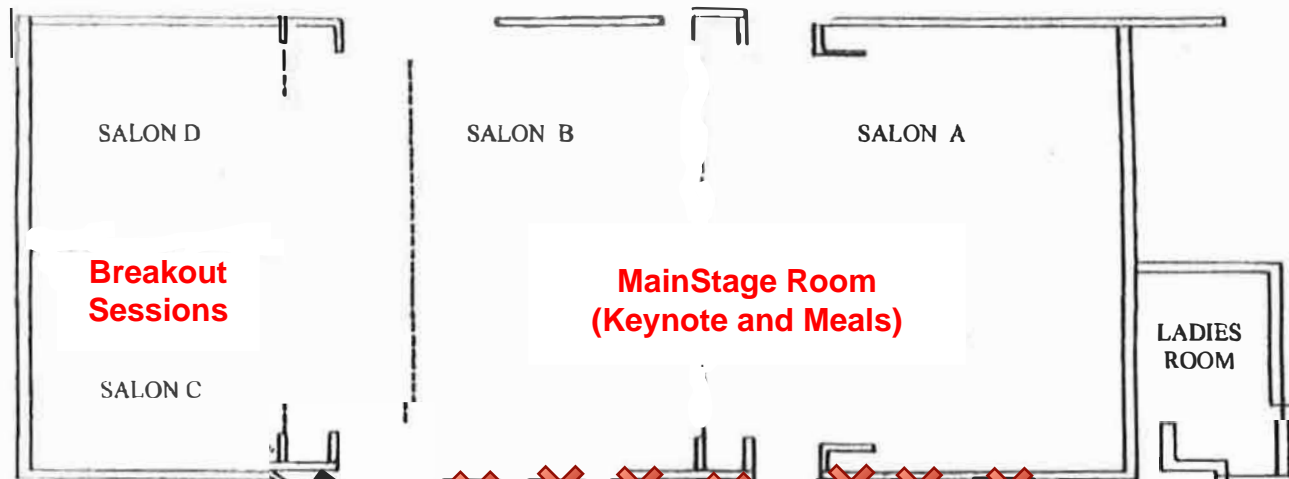 SALON D
SALON B
SALON A
Breakout
Sessions
MainStage Room
(Keynote and Meals)
LADIES
ROOM
SALON C